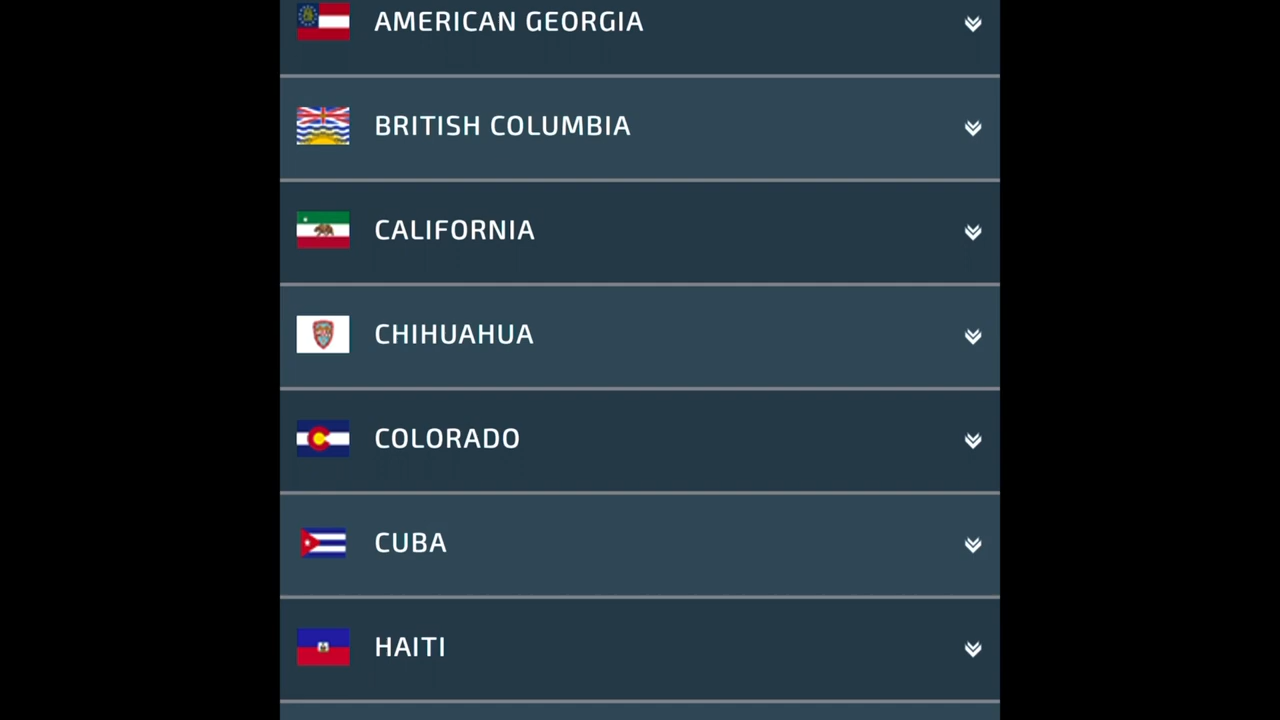 AMERICAN GEORGIA
BRITISH COLUMBIA
CALIFORNIA
CHIHUAHUA
COLORADO
CUBA
HAITI